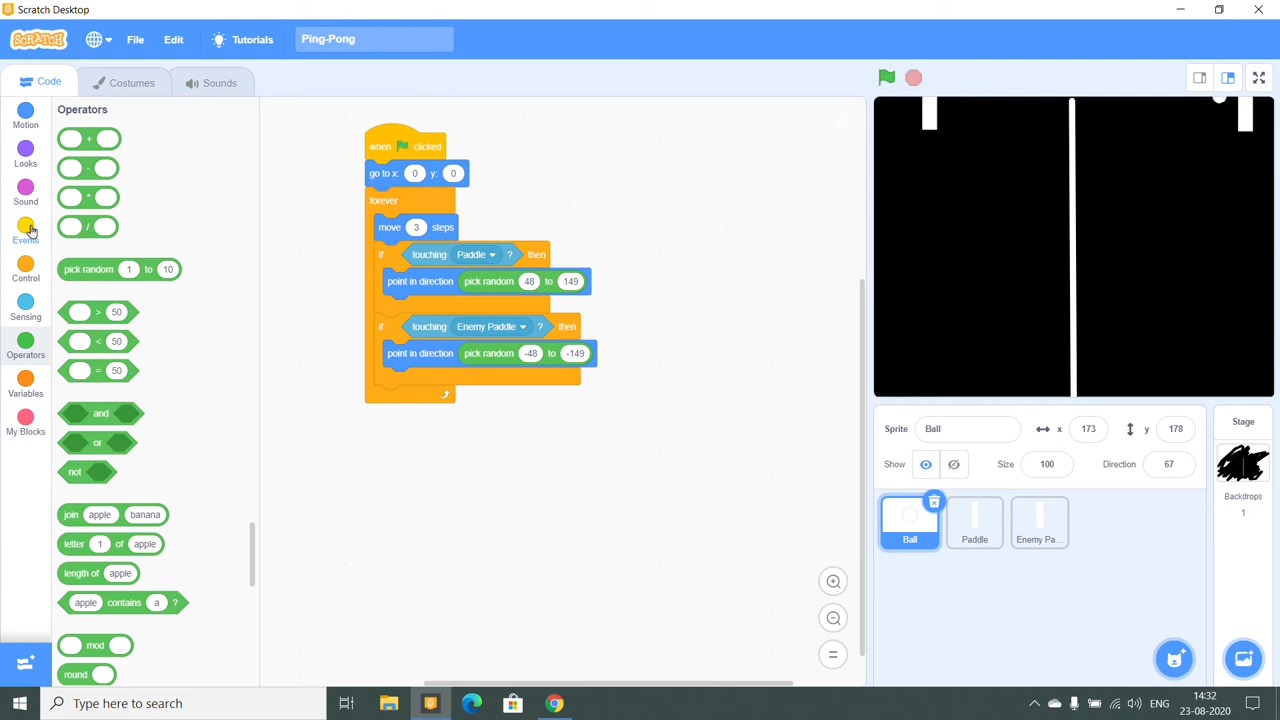 Scratch Desktop
SCRATCH
File
Edit
Tutorials
Ping-Pong
Code
Costumes
Sounds
Motion
Looks
Sound
Events
Control
Sensing
Operators
Variables
My Blocks
Operators
+
-
*
/
pick random 1 to 10
> 50
< 50
= 50
and
or
not
join apple banana
letter 1 of apple
length of apple
apple contains a ?
mod
round
when clicked
go to x: 0 y: 0
forever
move 3 steps
if touching Paddle ? then
point in direction pick random 48 to 149
if touching Enemy Paddle ? then
point in direction pick random -48 to -149
Sprite Ball x 173 y 178
Show Size 100 Direction 67
Ball
Paddle
Enemy Pa...
Stage
Backdrops
1
Type here to search
ENG
14:32
23-08-2020